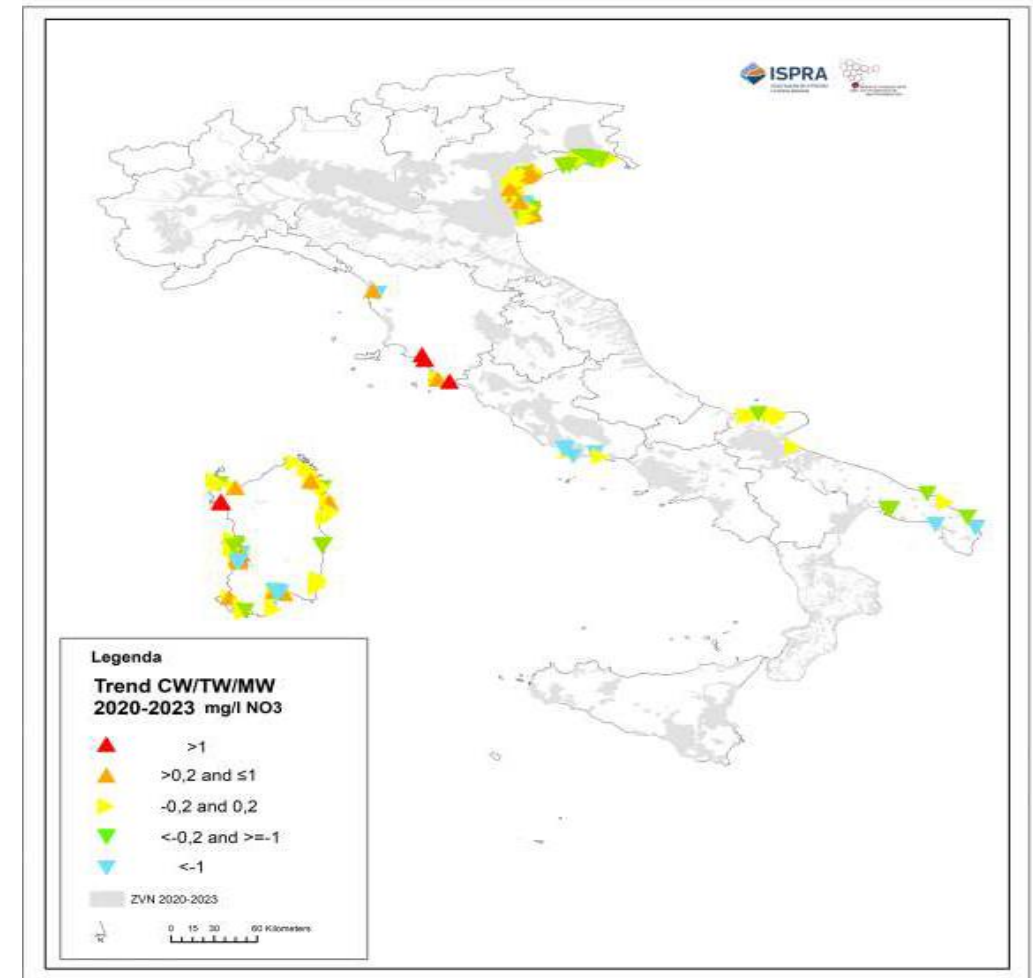 ISPRA
Legenda
Trend CW/TW/MW
2020-2023 mg/l NO3
>1
>0,2 and ≤1
-0,2 and 0,2
<-0,2 and >=-1
<-1
ZVN 2020-2023
N
0 15 30 60 Kilometers